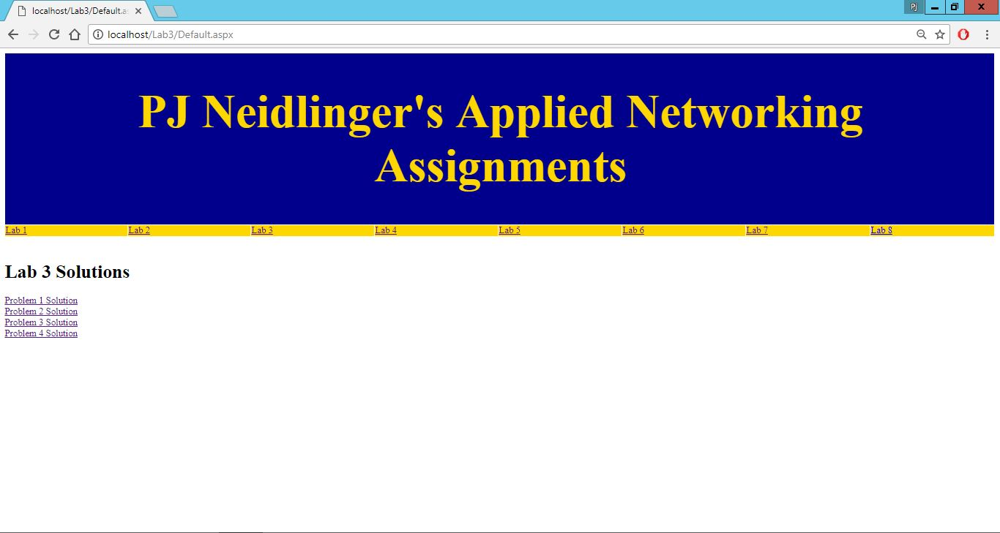 localhost/Lab3/Default.as
Pj
localhost/Lab3/Default.aspx
PJ Neidlinger's Applied Networking
Assignments
Lab 1 Lab 2 Lab 3 Lab 4 Lab 5 Lab 6 Lab 7 Lab 8
Lab 3 Solutions
Problem 1 Solution
Problem 2 Solution
Problem 3 Solution
Problem 4 Solution